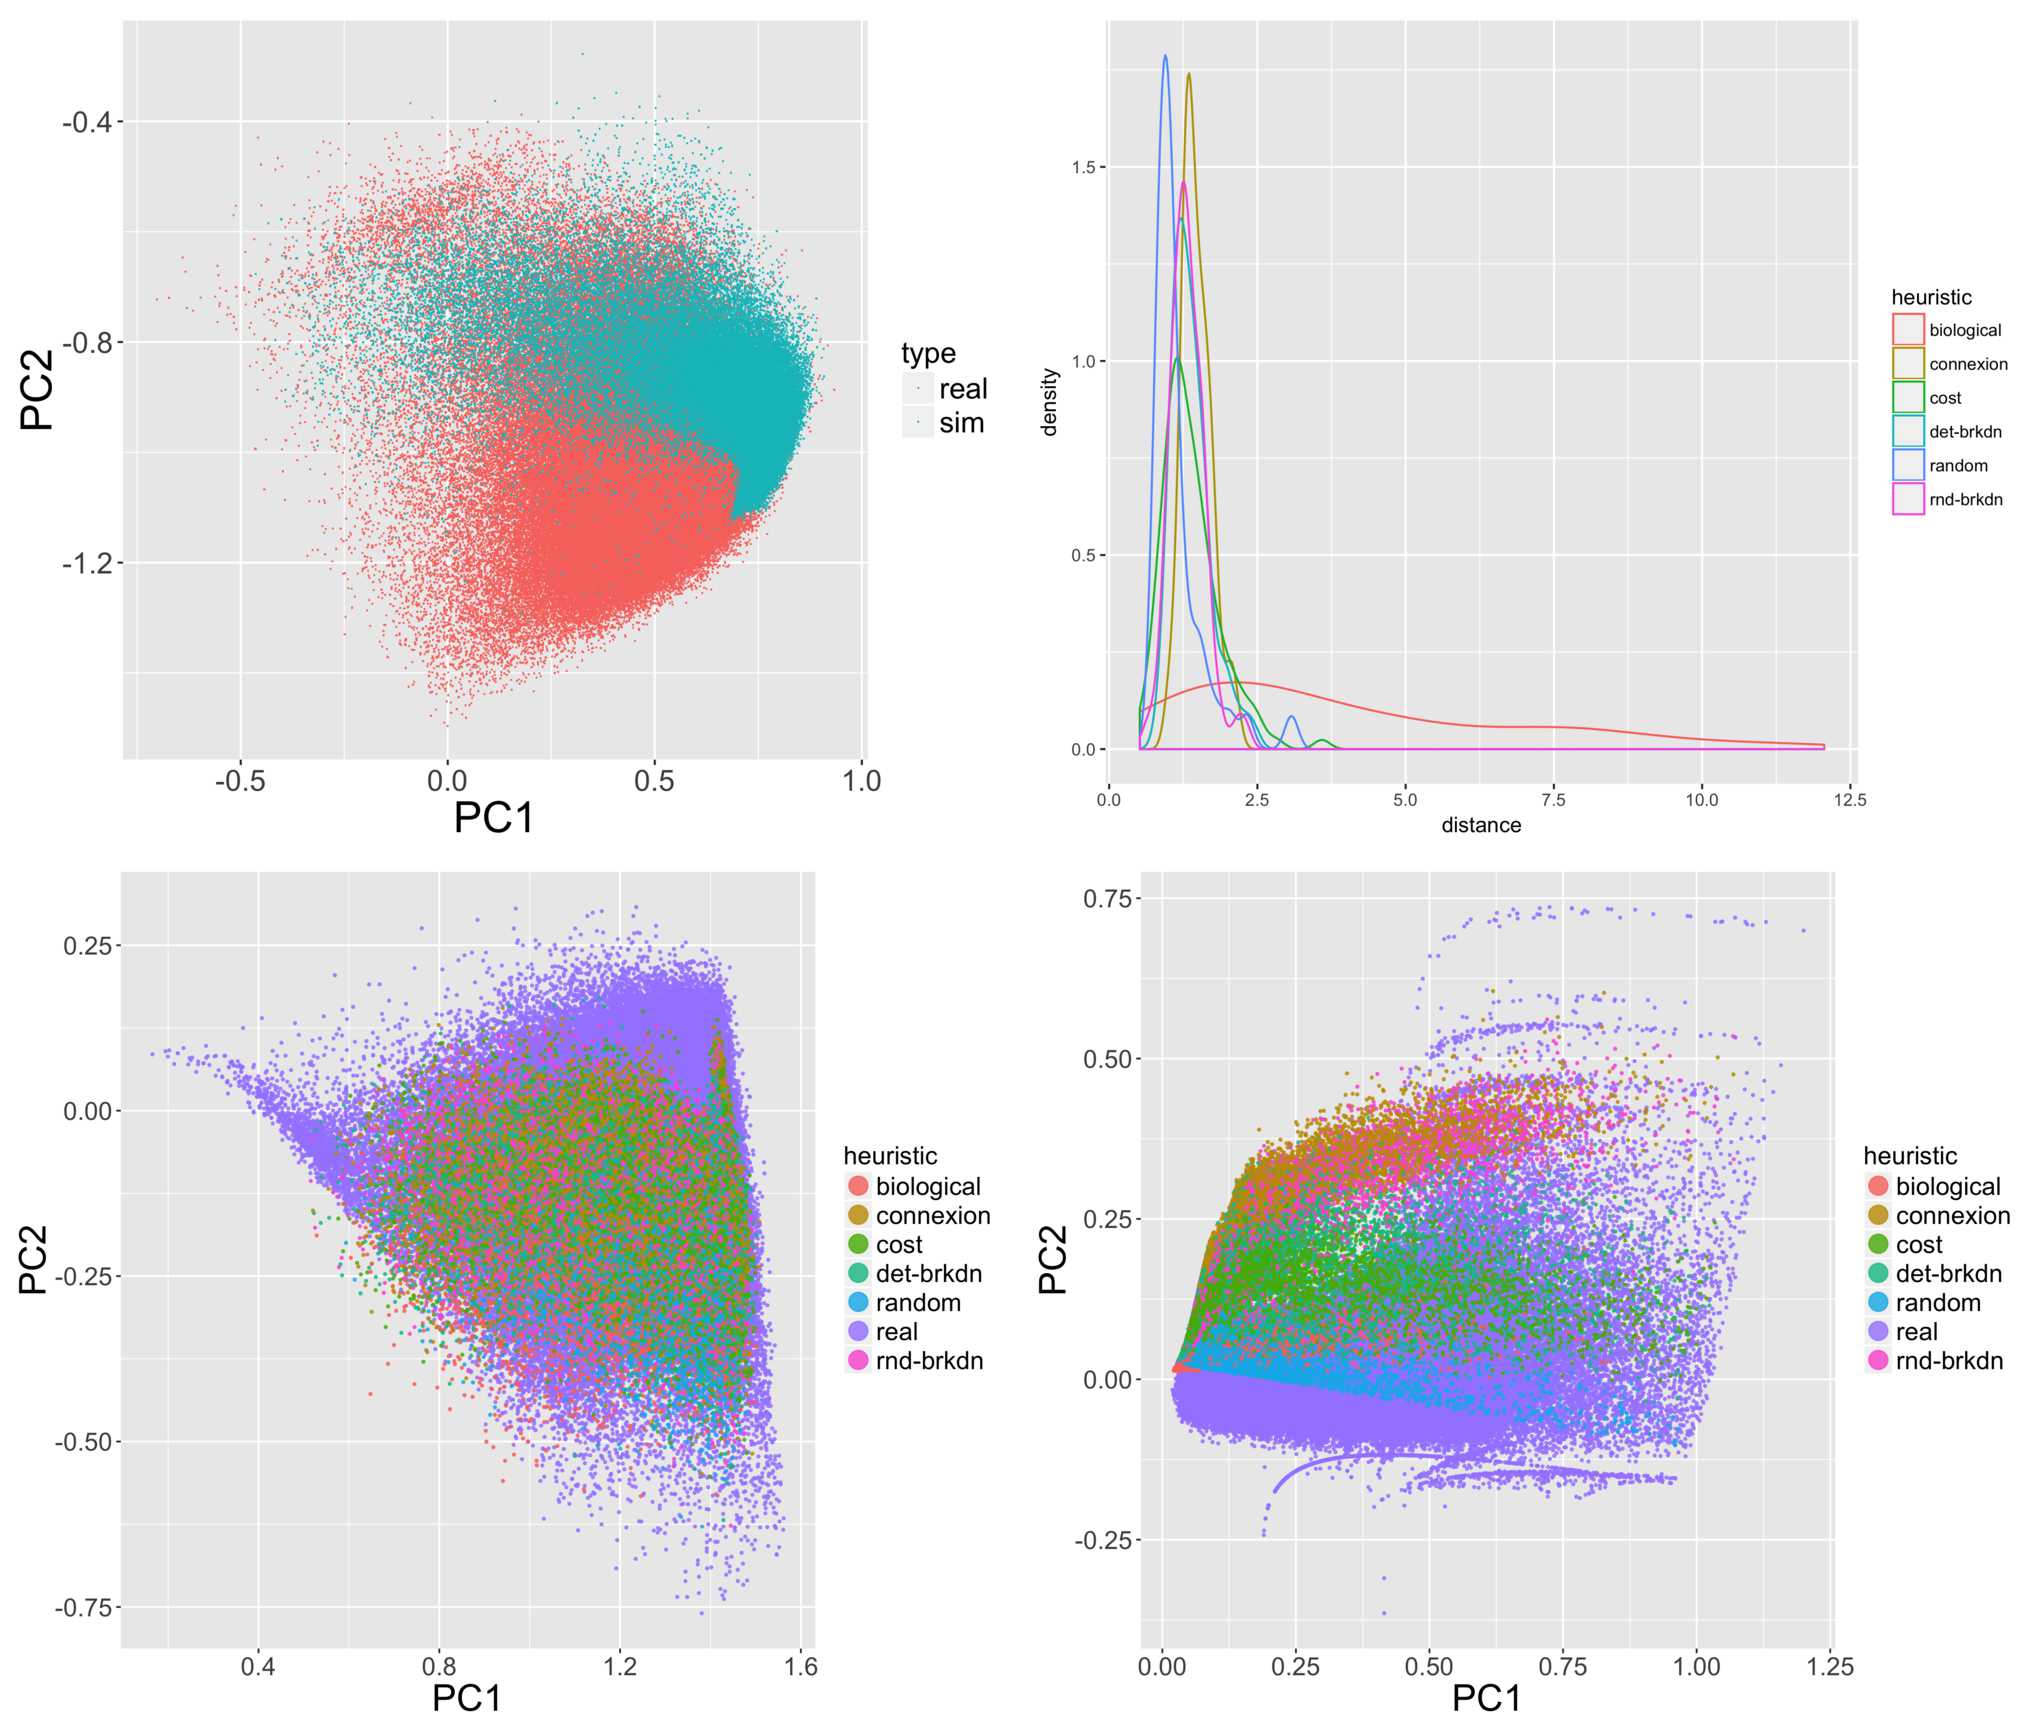 -0.4
-0.8
-1.2
PC2
-0.5
0.0
0.5
1.0
PC1
type
real
sim
1.5
1.0
0.5
0.0
density
0.0
2.5
5.0
7.5
10.0
12.5
distance
heuristic
biological
connexion
cost
det-brkdn
random
rnd-brkdn
0.25
0.00
-0.25
-0.50
-0.75
PC2
0.4
0.8
1.2
1.6
PC1
heuristic
biological
connexion
cost
det-brkdn
random
real
rnd-brkdn
0.75
0.50
0.25
0.00
-0.25
PC2
0.00
0.25
0.50
0.75
1.00
1.25
PC1
heuristic
biological
connexion
cost
det-brkdn
random
real
rnd-brkdn